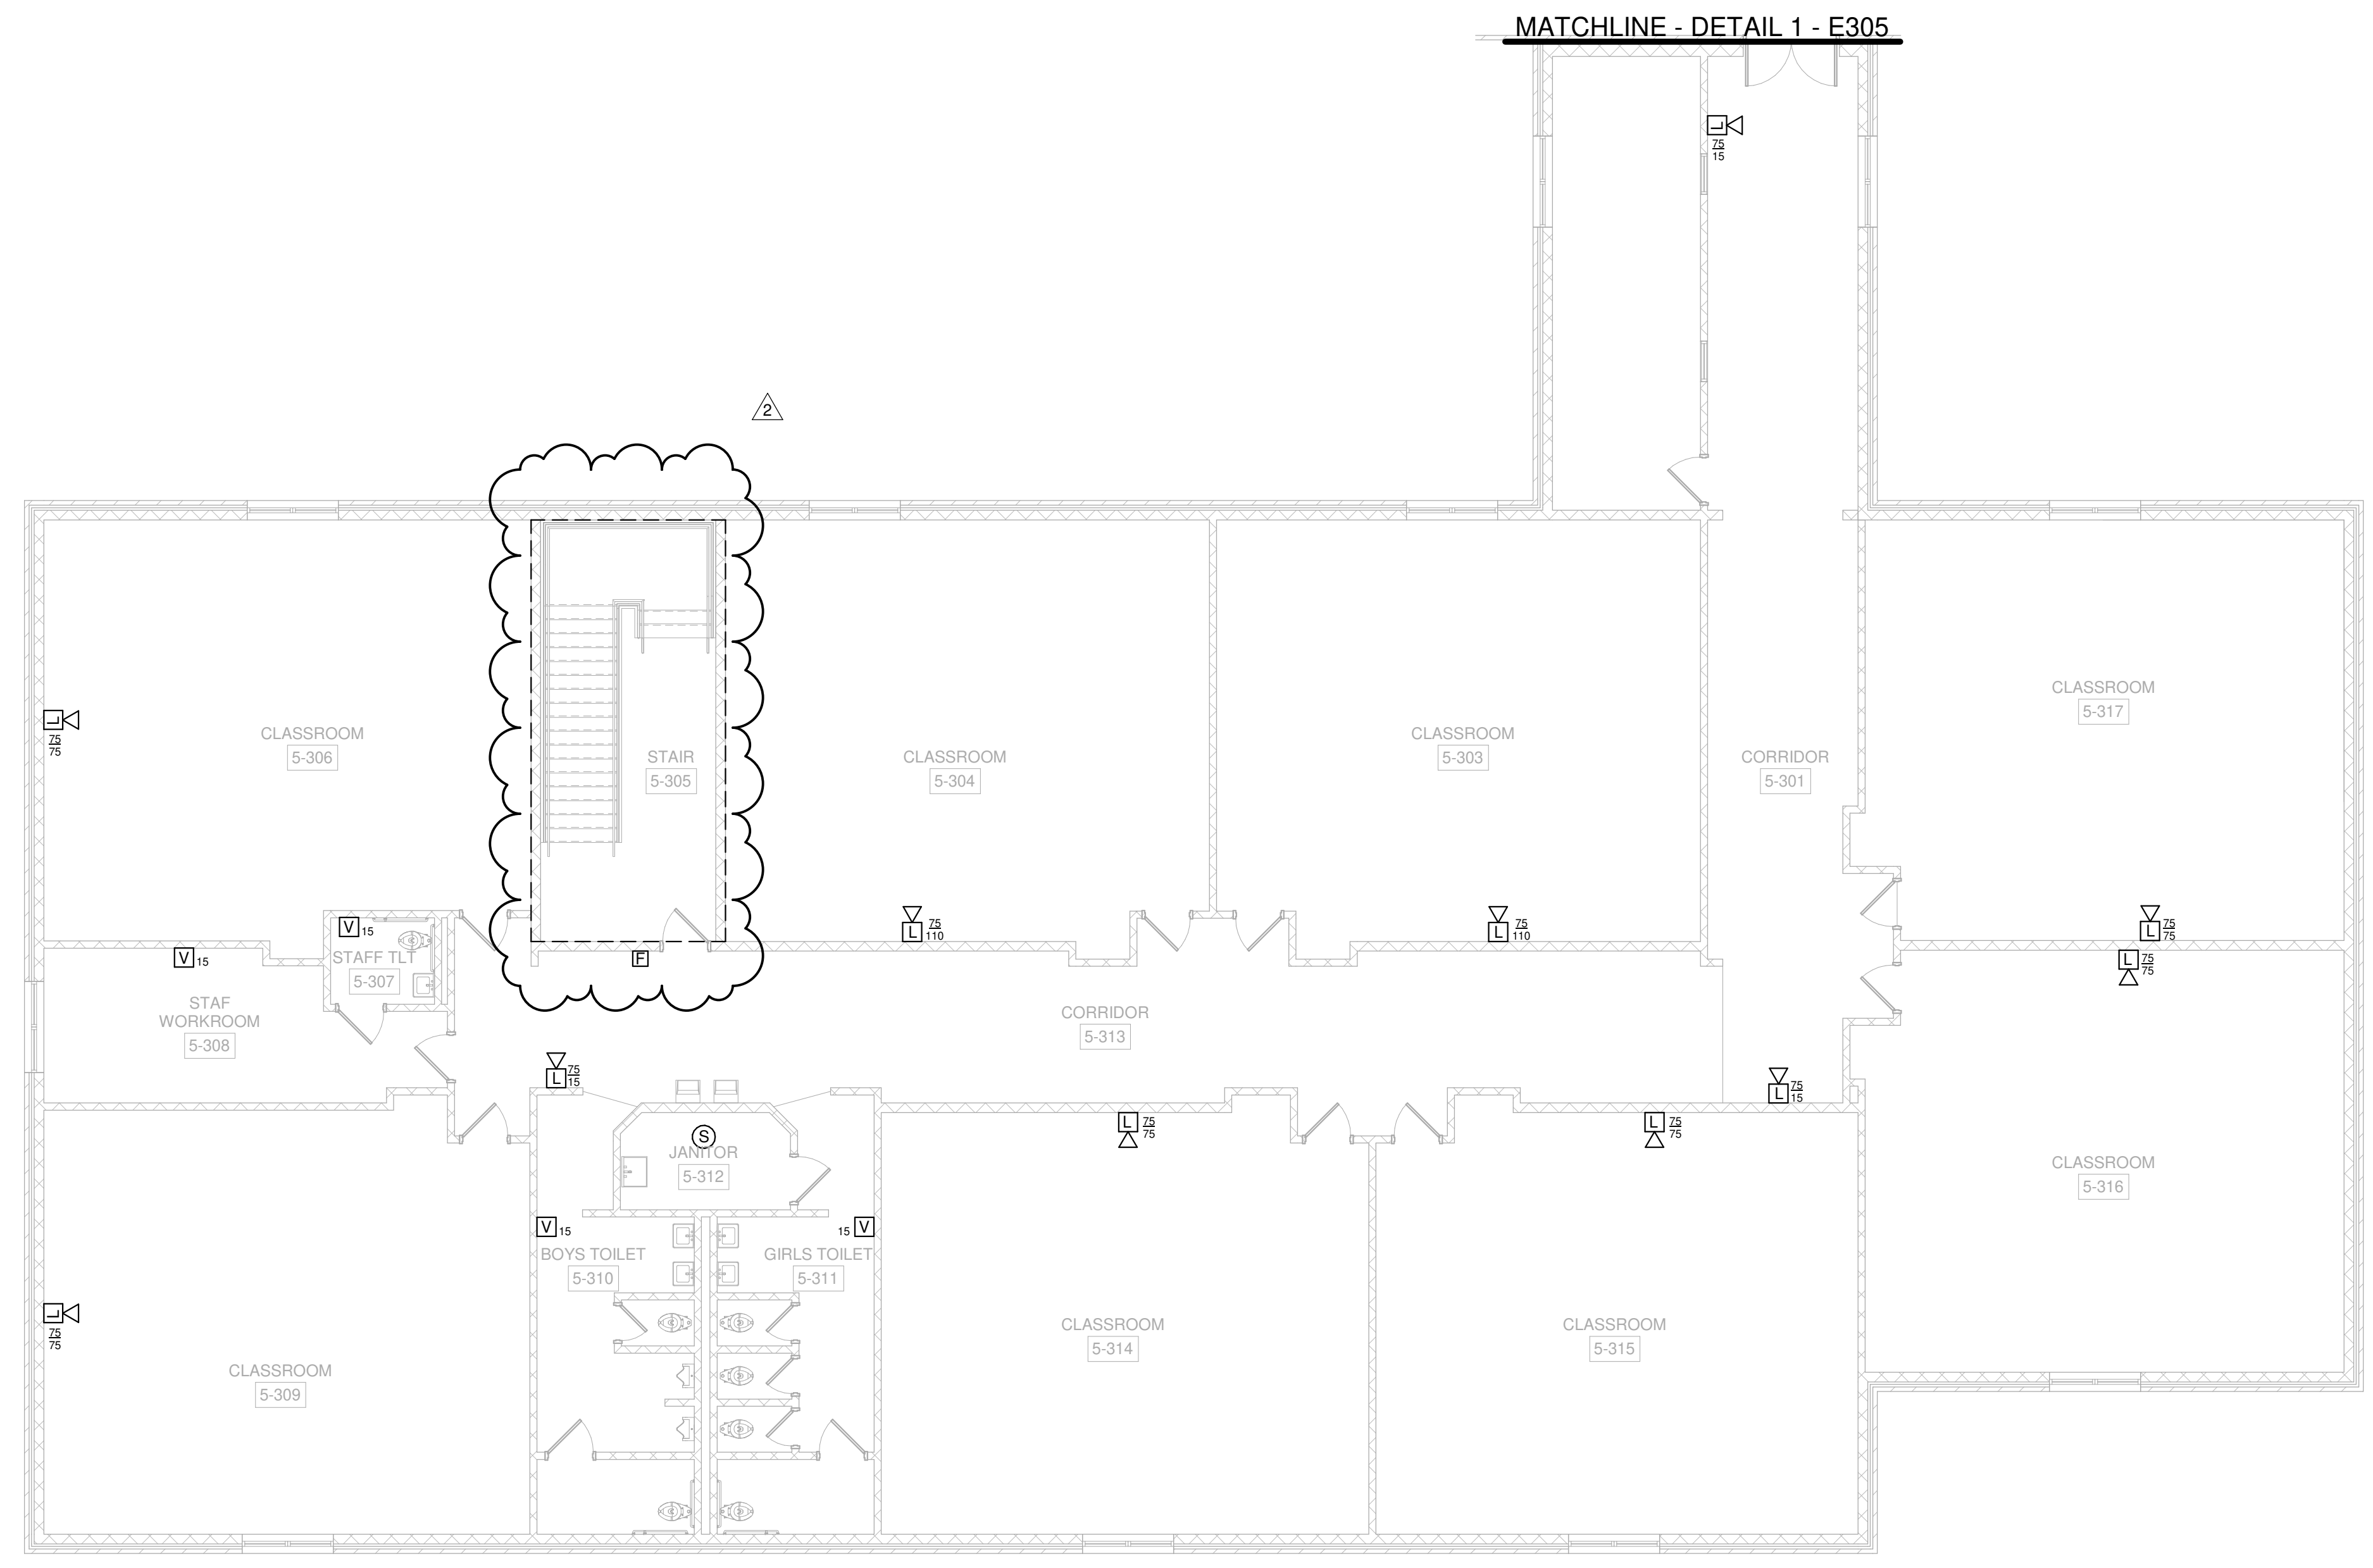 MATCHLINE - DETAIL 1 - E305
L
75
15
2
CLASSROOM
5-317
CLASSROOM
5-306
L
75
75
STAIR
5-305
CLASSROOM
5-304
CLASSROOM
5-303
CORRIDOR
5-301
V
15
L
75
110
L
75
110
L
75
75
V
15
STAFF TLT
5-307
F
L
75
75
STAF
WORKROOM
5-308
CORRIDOR
5-313
L
75
15
L
75
15
S
JANITOR
5-312
L
75
75
L
75
75
CLASSROOM
5-316
V
15
15
V
BOYS TOILET
5-310
GIRLS TOILET
5-311
L
75
75
CLASSROOM
5-314
CLASSROOM
5-315
CLASSROOM
5-309